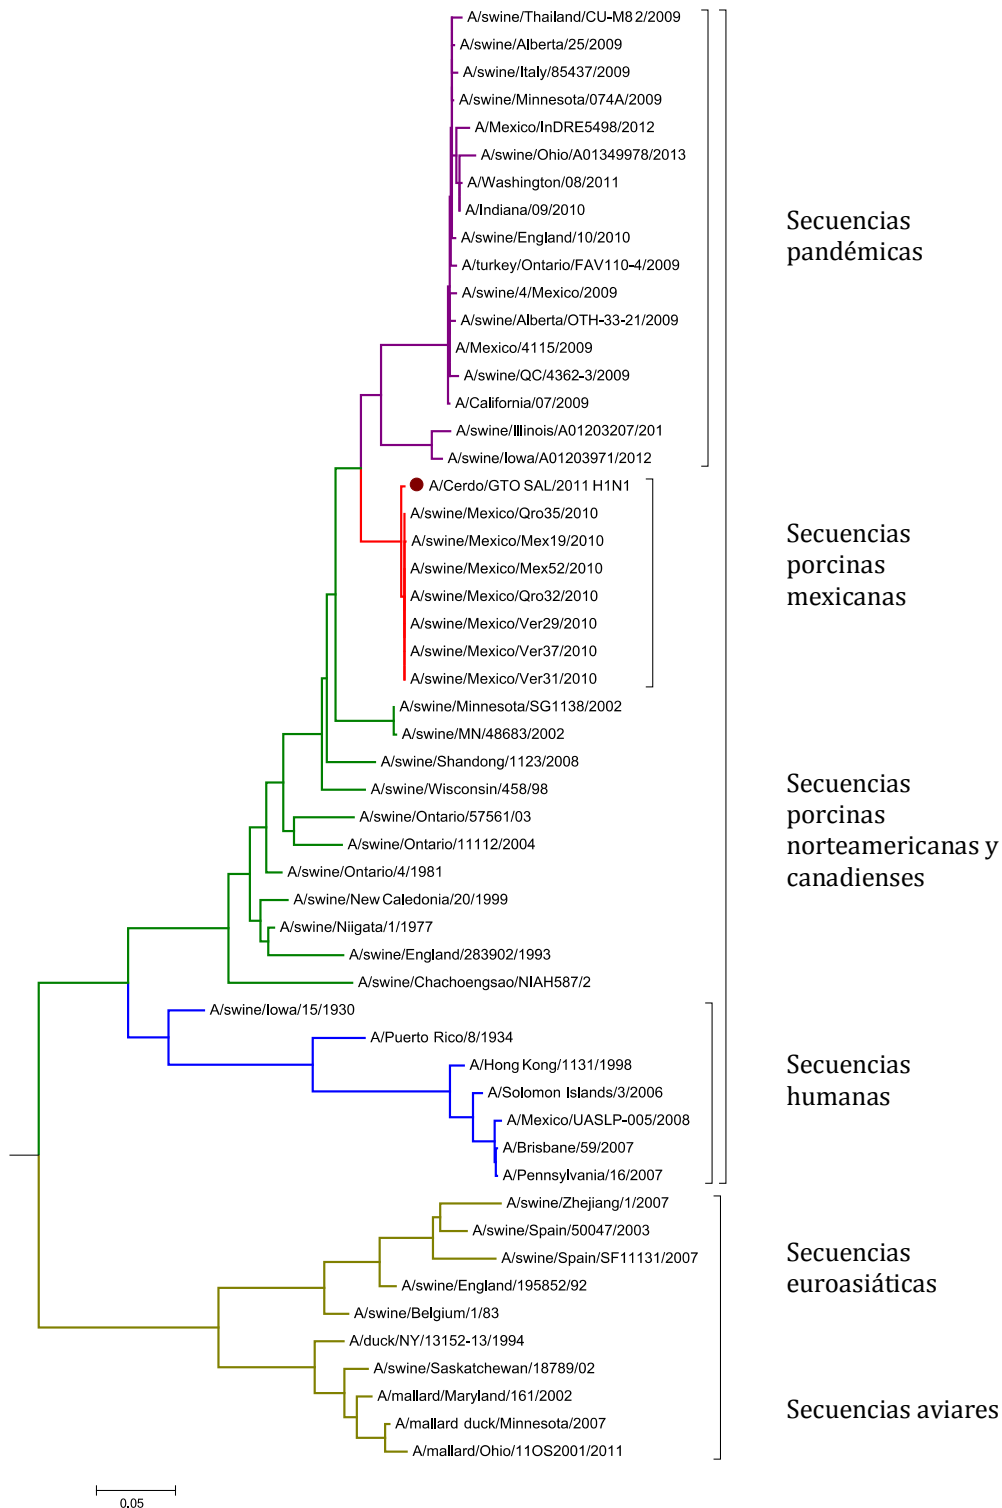 A/swine/Thailand/CU-M8 2/2009
A/swine/Alberta/25/2009
A/swine/Italy/85437/2009
A/swine/Minnesota/074A/2009
A/Mexico/InDRE5498/2012
A/swine/Ohio/A01349978/2013
A/Washington/08/2011
A/Indiana/09/2010
A/swine/England/10/2010
A/turkey/Ontario/FAV110-4/2009
A/swine/4/Mexico/2009
A/swine/Alberta/OTH-33-21/2009
A/Mexico/4115/2009
A/swine/QC/4362-3/2009
A/California/07/2009
A/swine/Illinois/A01203207/201
A/swine/Iowa/A01203971/2012
Secuencias
pandémicas
A/Cerdo/GTO SAL/2011 H1N1
A/swine/Mexico/Qro35/2010
A/swine/Mexico/Mex19/2010
A/swine/Mexico/Mex52/2010
A/swine/Mexico/Qro32/2010
A/swine/Mexico/Ver29/2010
A/swine/Mexico/Ver37/2010
A/swine/Mexico/Ver31/2010
Secuencias
porcinas
mexicanas
A/swine/Minnesota/SG1138/2002
A/swine/MN/48683/2002
A/swine/Shandong/1123/2008
A/swine/Wisconsin/458/98
A/swine/Ontario/57561/03
A/swine/Ontario/11112/2004
A/swine/Ontario/4/1981
A/swine/New Caledonia/20/1999
A/swine/Niigata/1/1977
A/swine/England/283902/1993
A/swine/Chachoengsao/NIAH587/2
Secuencias
porcinas
norteamericanas y
canadienses
A/swine/Iowa/15/1930
A/Puerto Rico/8/1934
A/Hong Kong/1131/1998
A/Solomon Islands/3/2006
A/Mexico/UASLP-005/2008
A/Brisbane/59/2007
A/Pennsylvania/16/2007
Secuencias
humanas
A/swine/Zhejiang/1/2007
A/swine/Spain/50047/2003
A/swine/Spain/SF11131/2007
A/swine/England/195852/92
A/swine/Belgium/1/83
Secuencias
euroasiáticas
A/duck/NY/13152-13/1994
A/swine/Saskatchewan/18789/02
A/mallard/Maryland/161/2002
A/mallard duck/Minnesota/2007
A/mallard/Ohio/11OS2001/2011
Secuencias aviares
0.05